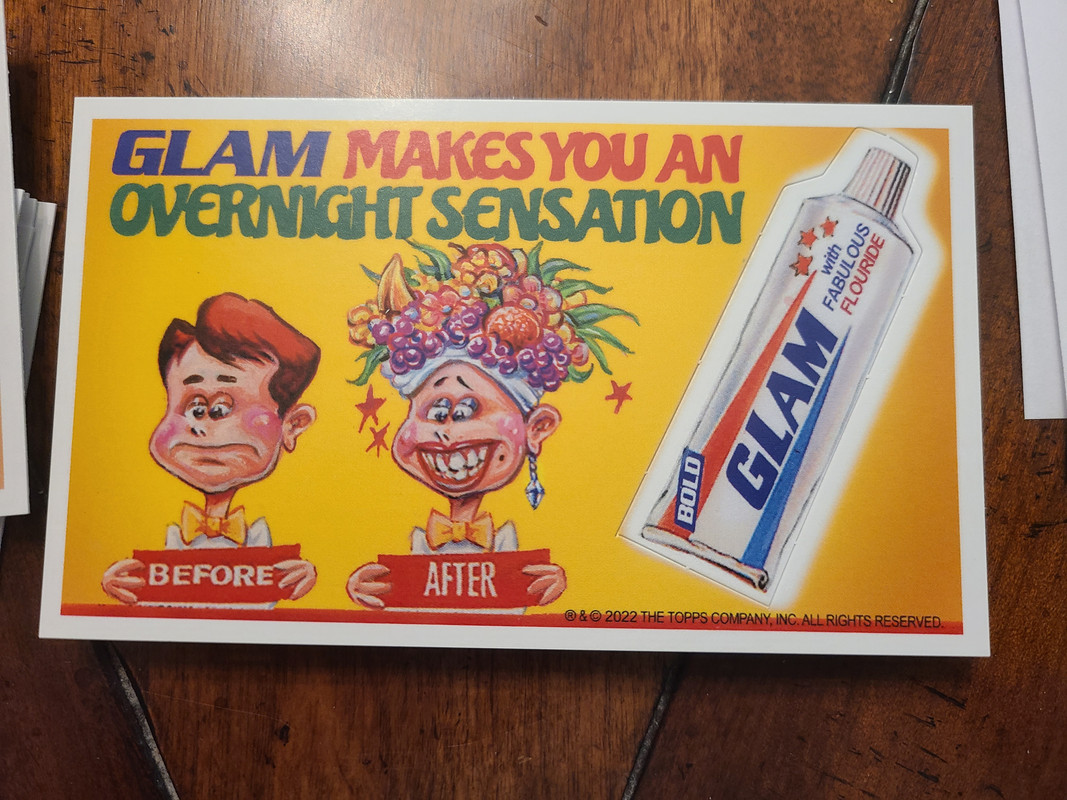 GLAM MAKES YOU AN
OVERNIGHT SENSATION
with
FABULOUS
FLOURIDE
GLAM
BOLD
BEFORE
AFTER
® & © 2022 THE TOPPS COMPANY, INC. ALL RIGHTS RESERVED.